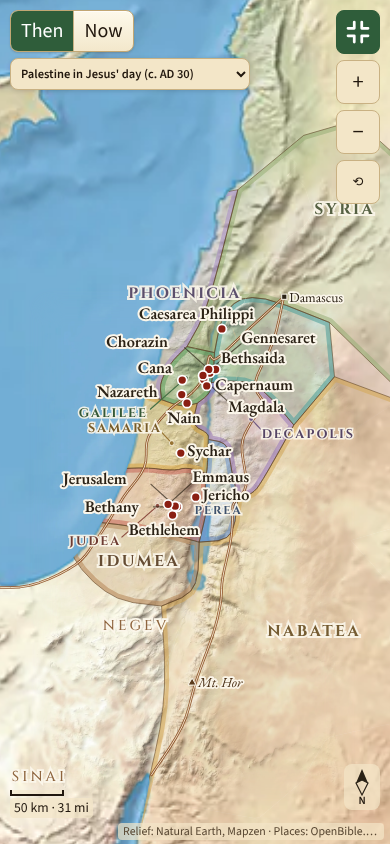 Then Now
Palestine in Jesus' day (c. AD 30)
+
−
SYRIA
PHOENICIA
Damascus
Caesarea Philippi
Gennesaret
Chorazin
Bethsaida
Cana
Capernaum
Nazareth
Magdala
GALILEE
Nain
SAMARIA
DECAPOLIS
Sychar
Jerusalem
Emmaus
Jericho
Bethany
PEREA
Bethlehem
JUDEA
IDUMEA
NEGEV
NABATEA
Mt. Hor
SINAI
50 km · 31 mi
N
Relief: Natural Earth, Mapzen · Places: OpenBible.…